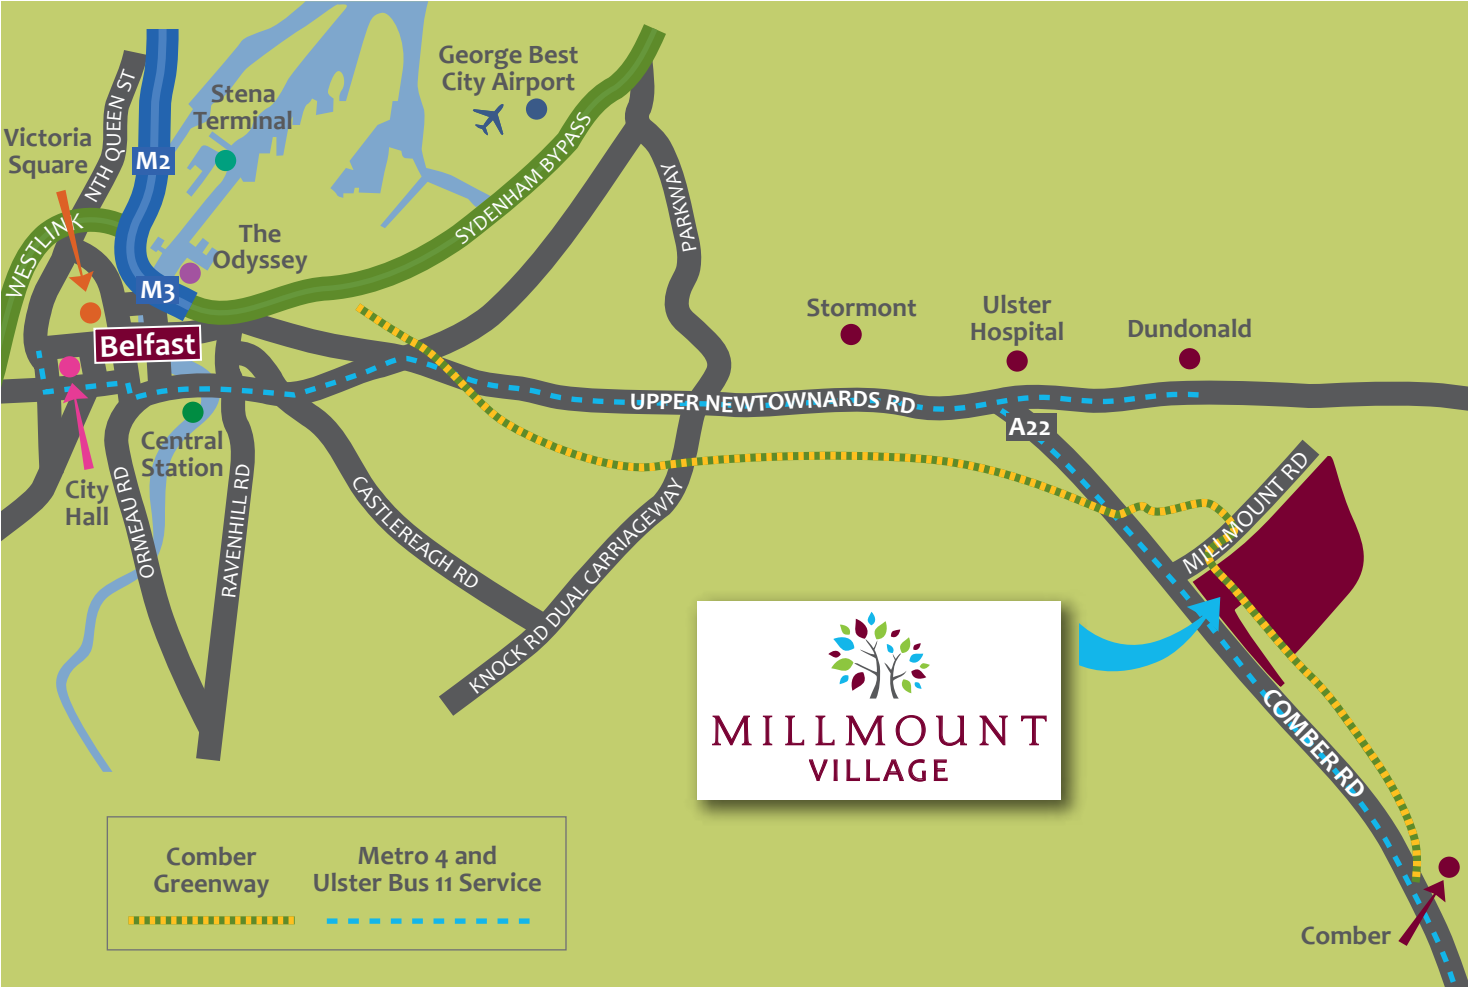 George Best
City Airport
Stena
Terminal
Victoria
Square
NTH QUEEN ST
M2
SYDENHAM BYPASS
PARKWAY
WESTLINK
The
Odyssey
M3
Stormont
Ulster
Hospital
Dundonald
Belfast
UPPER NEWTOWNARDS RD
A22
Central
Station
City
Hall
ORMEAU RD
RAVENHILL RD
CASTLEREAGH RD
KNOCK RD DUAL CARRIAGEWAY
MILLMOUNT RD
MILLMOUNT
VILLAGE
COMBER RD
Comber
Greenway
Metro 4 and
Ulster Bus 11 Service
Comber